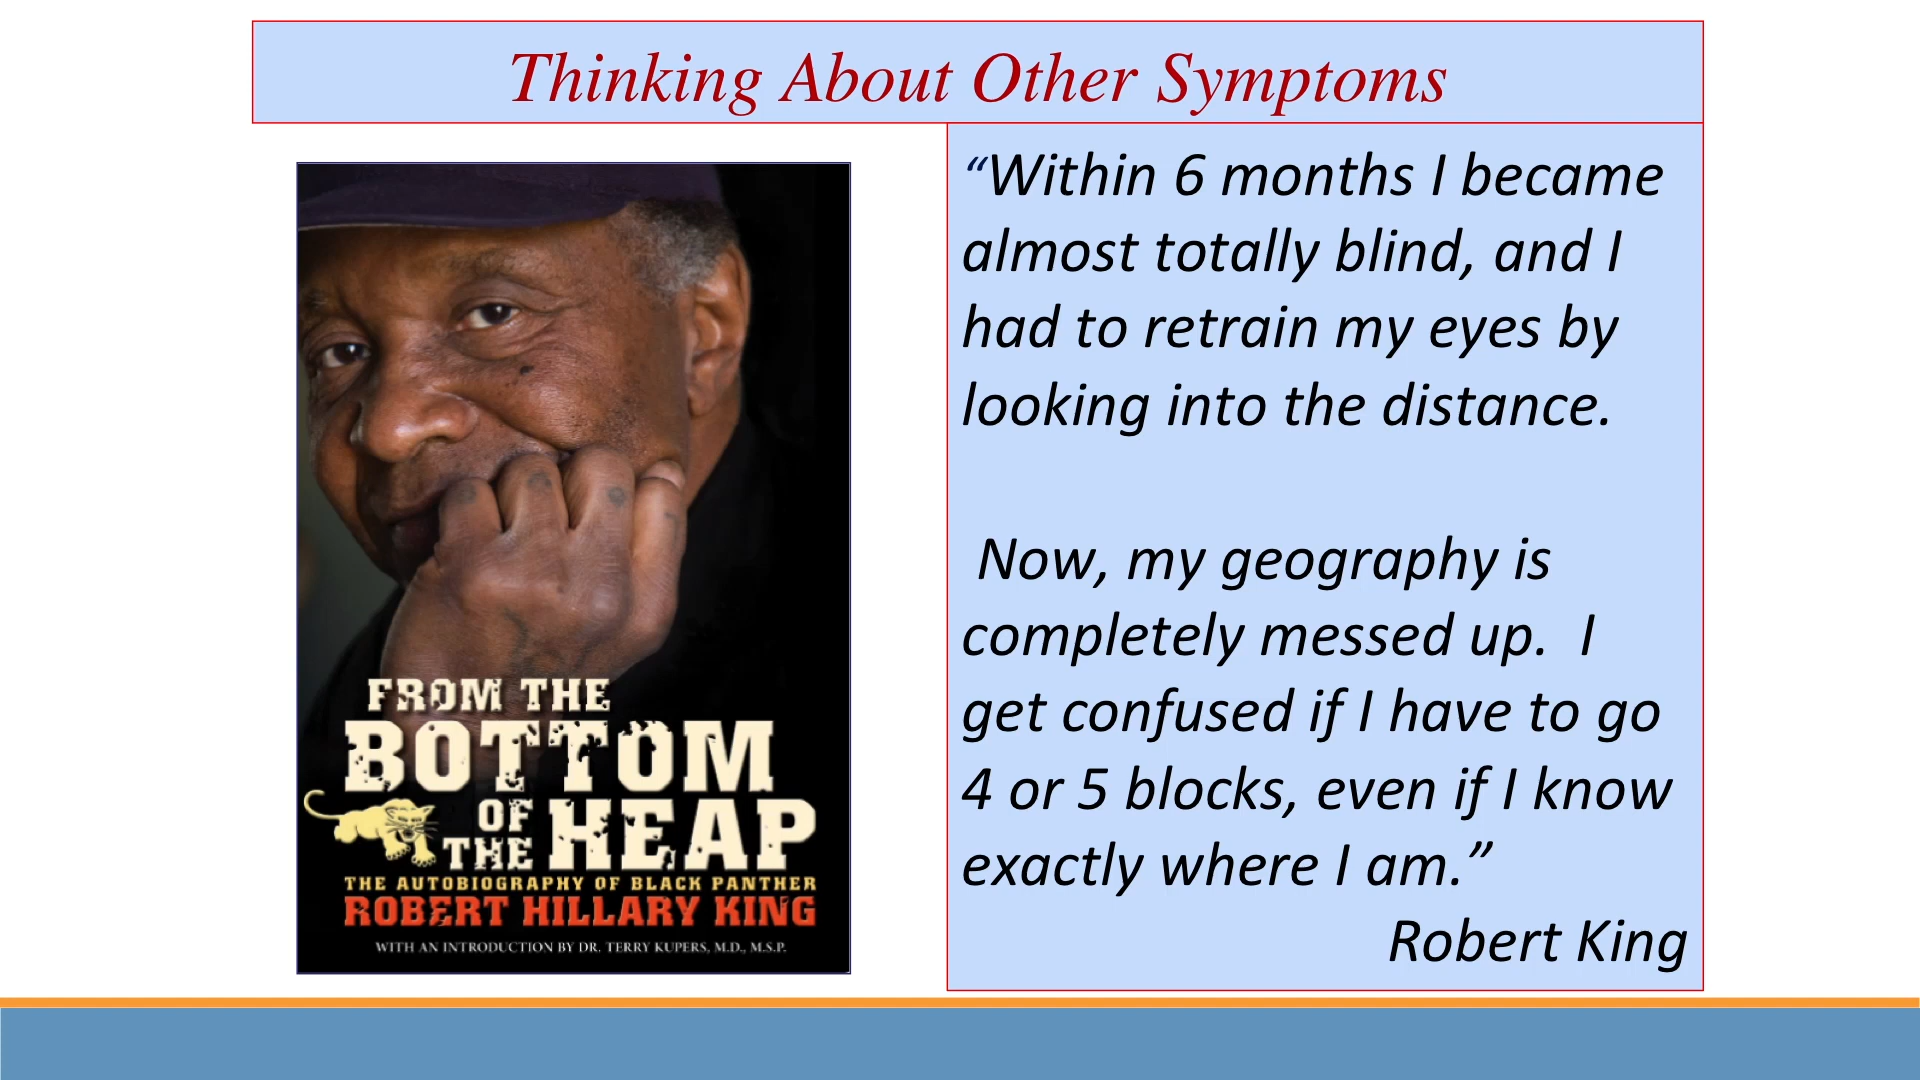 Thinking About Other Symptoms
“Within 6 months I became
almost totally blind, and I
had to retrain my eyes by
looking into the distance.
Now, my geography is
completely messed up.  I
get confused if I have to go
4 or 5 blocks, even if I know
exactly where I am.”
Robert King
FROM THE
BOTTOM
OF
THE HEAP
THE AUTOBIOGRAPHY OF BLACK PANTHER
ROBERT HILLARY KING
WITH AN INTRODUCTION BY DR. TERRY KUPERS, M.D., M.S.P.